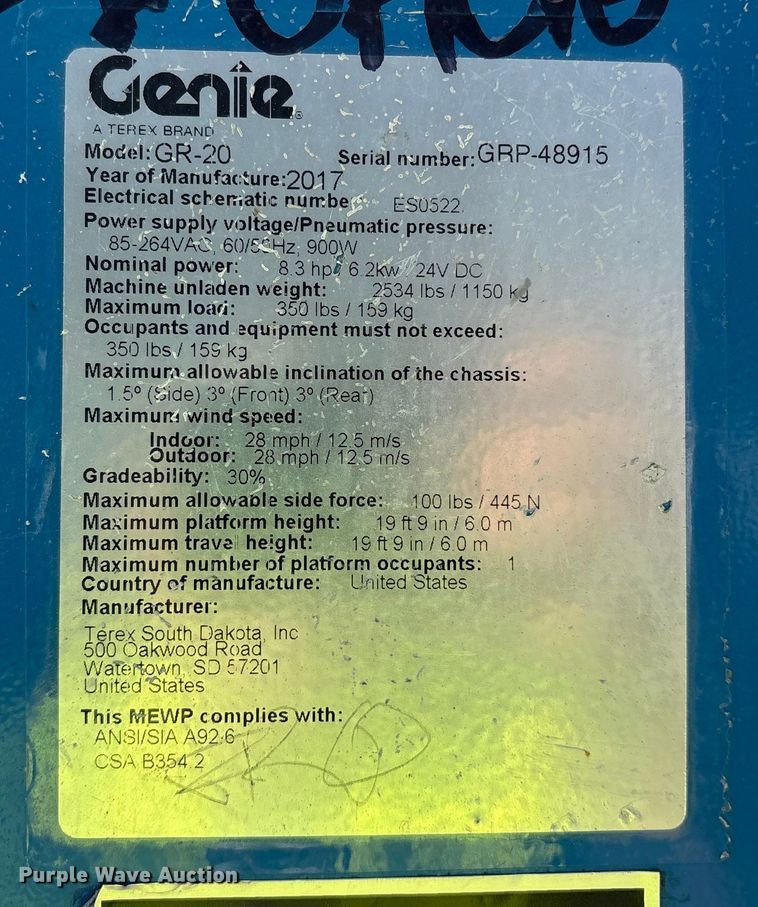 Genie
A TEREX BRAND
Model: GR-20 Serial number: GRP-48915
Year of Manufacture: 2017
Electrical schematic number: ES0522
Power supply voltage/Pneumatic pressure:
85-264VAC, 60/50Hz, 900W
Nominal power: 8.3 hp / 6.2kw 24V DC
Machine unladen weight: 2534 lbs / 1150 kg
Maximum load: 350 lbs / 159 kg
Occupants and equipment must not exceed:
350 lbs / 159 kg
Maximum allowable inclination of the chassis:
1.5º (Side) 3º (Front) 3º (Rear)
Maximum wind speed:
Indoor: 28 mph / 12.5 m/s
Outdoor: 28 mph / 12.5 m/s
Gradeability: 30%
Maximum allowable side force: 100 lbs / 445 N
Maximum platform height: 19 ft 9 in / 6.0 m
Maximum travel height: 19 ft 9 in / 6.0 m
Maximum number of platform occupants: 1
Country of manufacture: United States
Manufacturer:
Terex South Dakota, Inc
500 Oakwood Road
Watertown, SD 57201
United States
This MEWP complies with:
ANSI/SIA A92.6
CSA B354.2
Purple Wave Auction